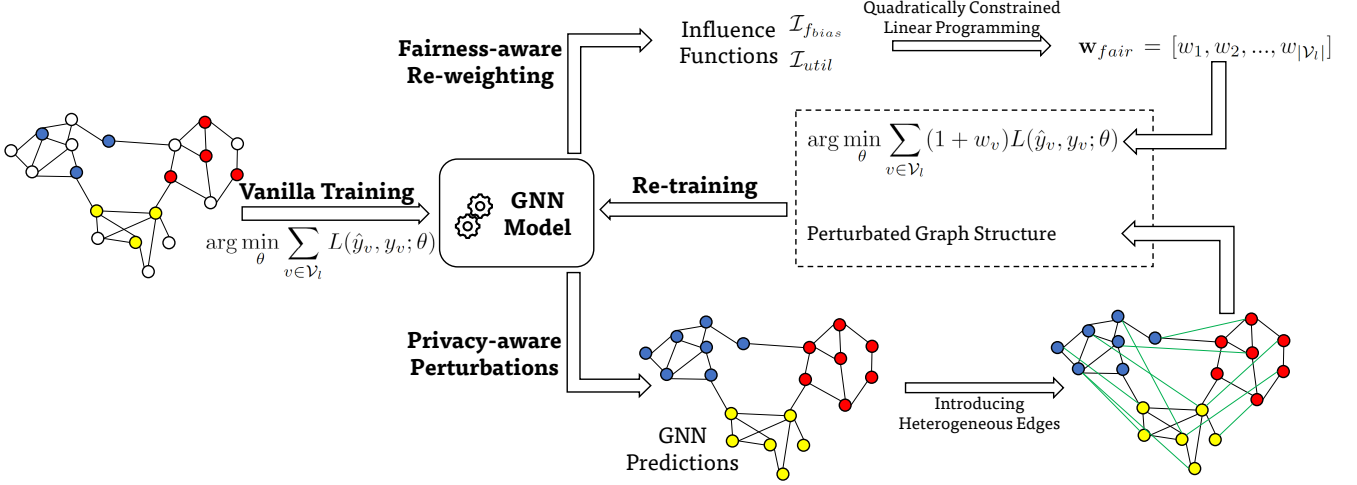 Fairness-aware
Re-weighting
Influence
Functions
$\mathcal{I}_{f_{bias}}$
$\mathcal{I}_{util}$
Quadratically Constrained
Linear Programming
$\mathbf{w}_{fair} = [w_1, w_2, ..., w_{|\mathcal{V}_l|}]$
$\arg\min_{\theta} \sum_{v \in \mathcal{V}_l} (1 + w_v) L(\hat{y}_v, y_v; \theta)$
Vanilla Training
$\arg\min_{\theta} \sum_{v \in \mathcal{V}_l} L(\hat{y}_v, y_v; \theta)$
GNN
Model
Re-training
Perturbated Graph Structure
Privacy-aware
Perturbations
GNN
Predictions
Introducing
Heterogeneous Edges